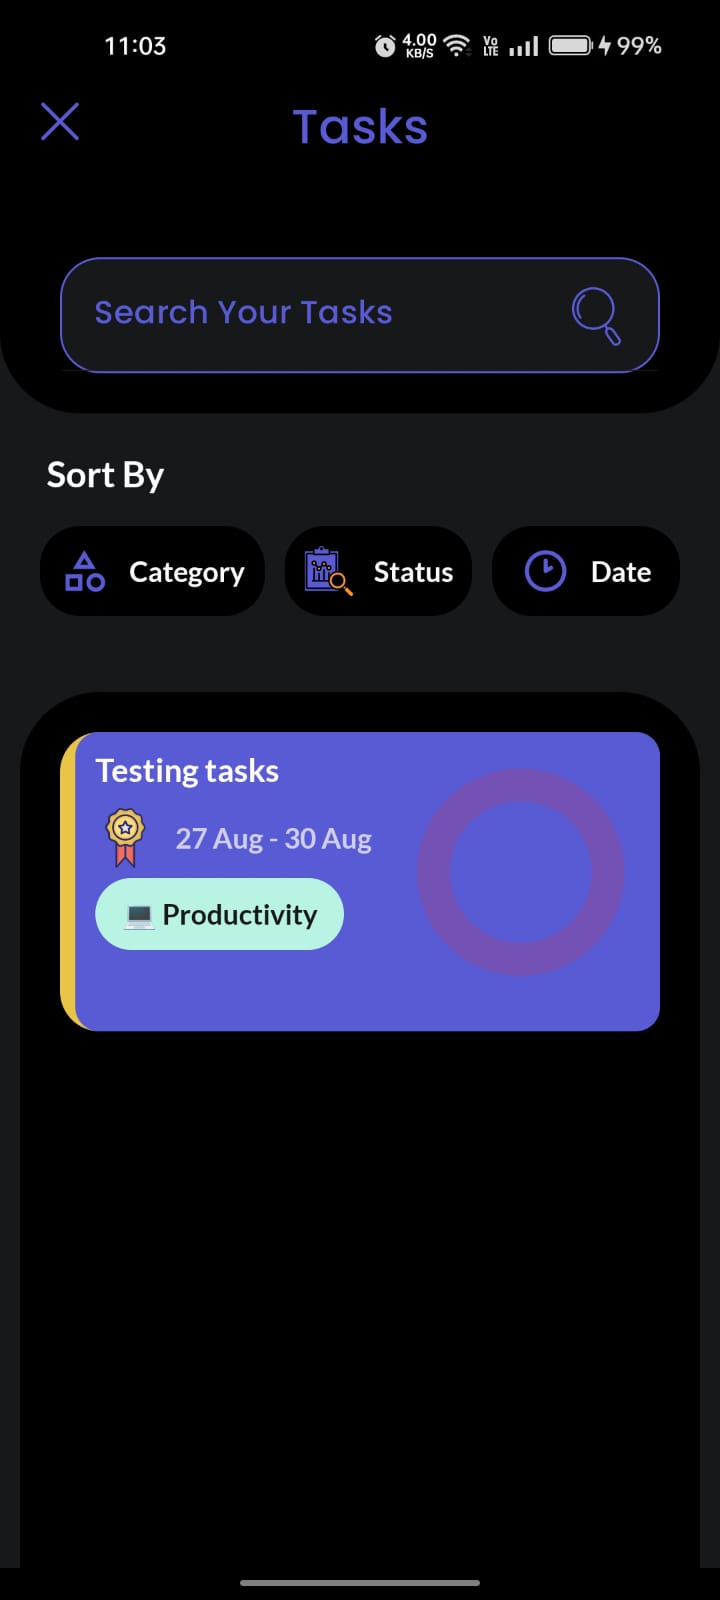 11:03
4.00
KB/S
Vo
LTE
99%
Tasks
Search Your Tasks
Sort By
Category
Status
Date
Testing tasks
27 Aug - 30 Aug
Productivity